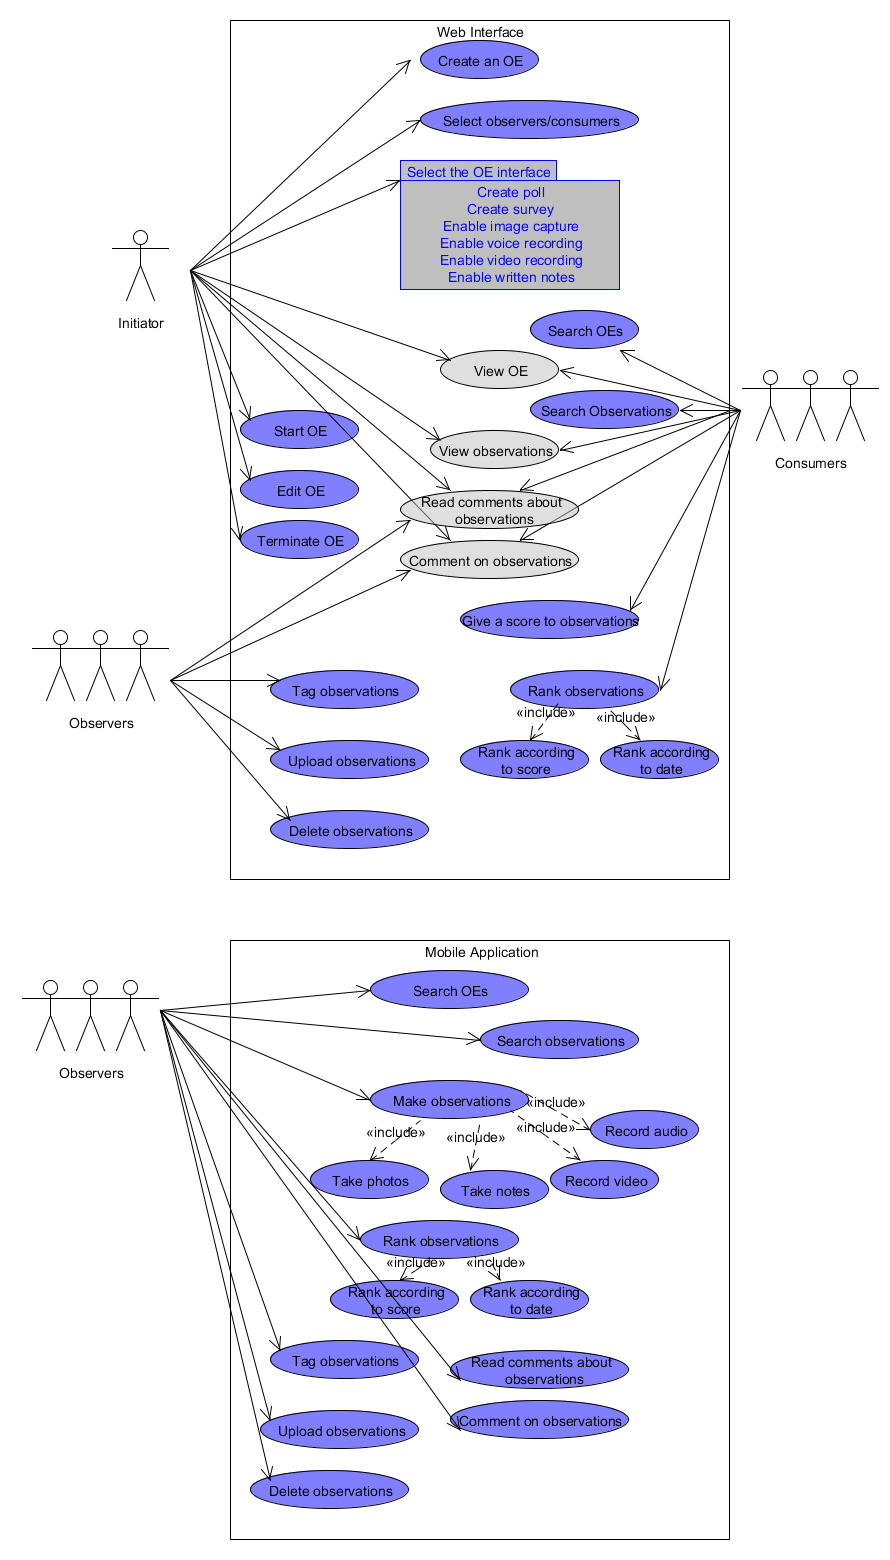 Web Interface
Create an OE
Select observers/consumers
Select the OE interface
Create poll
Create survey
Enable image capture
Enable voice recording
Enable video recording
Enable written notes
Initiator
Search OEs
View OE
Search Observations
Start OE
View observations
Consumers
Edit OE
Read comments about
observations
Terminate OE
Comment on observations
Give a score to observations
Observers
Tag observations
Rank observations
«include»
«include»
Upload observations
Rank according
to score
Rank according
to date
Delete observations
Mobile Application
Search OEs
Observers
Search observations
Make observations
«include»
«include»
«include»
«include»
Record audio
Take photos
Take notes
Record video
Rank observations
«include»
«include»
Rank according
to score
Rank according
to date
Tag observations
Read comments about
observations
Comment on observations
Upload observations
Delete observations